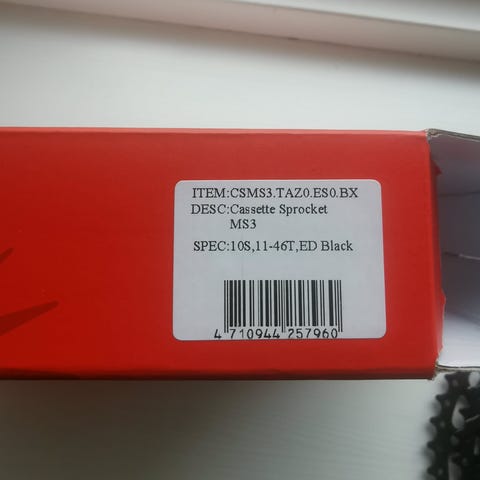 ITEM:CSMS3.TAZ0.ES0.BX
DESC:Cassette Sprocket
MS3
SPEC:10S,11-46T,ED Black
4 710944 257960